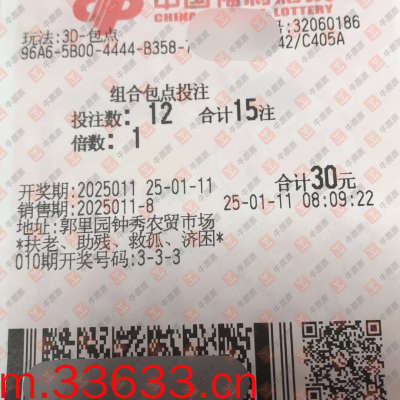 中国福利彩票
CHINA LOTTERY
玩法:3D-包点 :32060186
96A6-5B00-4444-B358- 42/C405A
组合包点投注
投注数: 12 合计15注
倍数: 1
开奖期:2025011 25-01-11 合计30元
销售期:2025011-8 25-01-11 08:09:22
地址:郭里园钟秀农贸市场
*扶老、助残、救孤、济困*
010期开奖号码:3-3-3
m.33633.cn